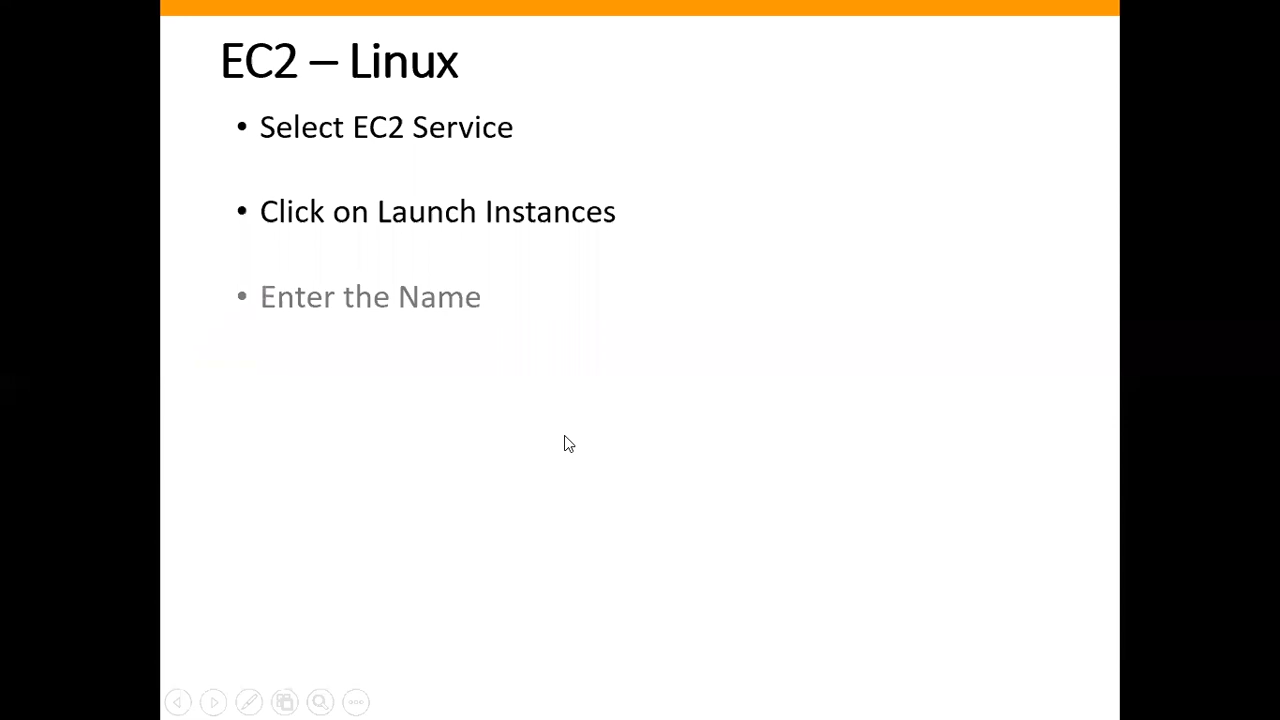 EC2 – Linux
• Select EC2 Service
• Click on Launch Instances
• Enter the Name